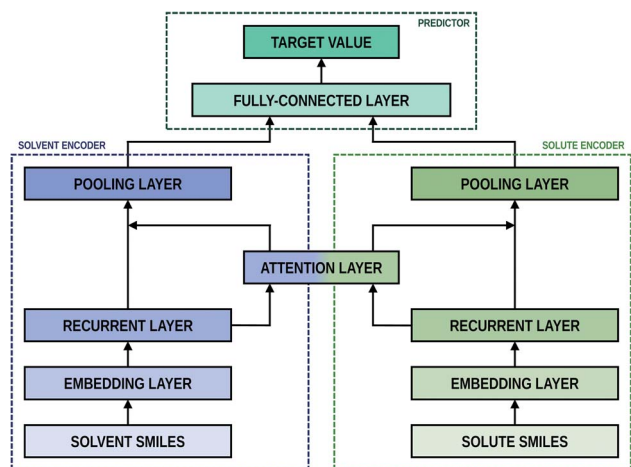 PREDICTOR
TARGET VALUE
FULLY-CONNECTED LAYER
SOLVENT ENCODER
SOLUTE ENCODER
POOLING LAYER
POOLING LAYER
ATTENTION LAYER
RECURRENT LAYER
RECURRENT LAYER
EMBEDDING LAYER
EMBEDDING LAYER
SOLVENT SMILES
SOLUTE SMILES